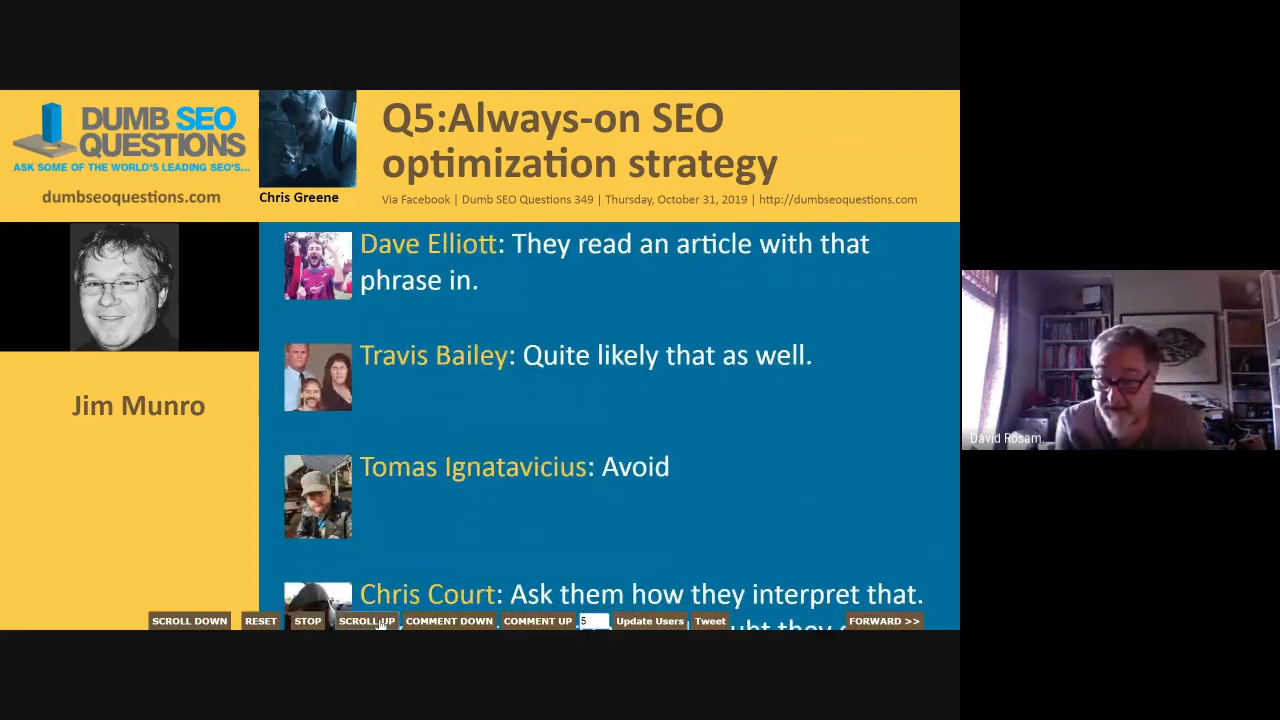 DUMB SEO
QUESTIONS
ASK SOME OF THE WORLD'S LEADING SEO'S...
dumbseoquestions.com
Chris Greene
Q5:Always-on SEO
optimization strategy
Via Facebook | Dumb SEO Questions 349 | Thursday, October 31, 2019 | http://dumbseoquestions.com
Jim Munro
Dave Elliott: They read an article with that
phrase in.
Travis Bailey: Quite likely that as well.
Tomas Ignatavicius: Avoid
Chris Court: Ask them how they interpret that.
SCROLL DOWN RESET STOP SCROLL UP COMMENT DOWN COMMENT UP 5 Update Users Tweet FORWARD >>
David Rosam